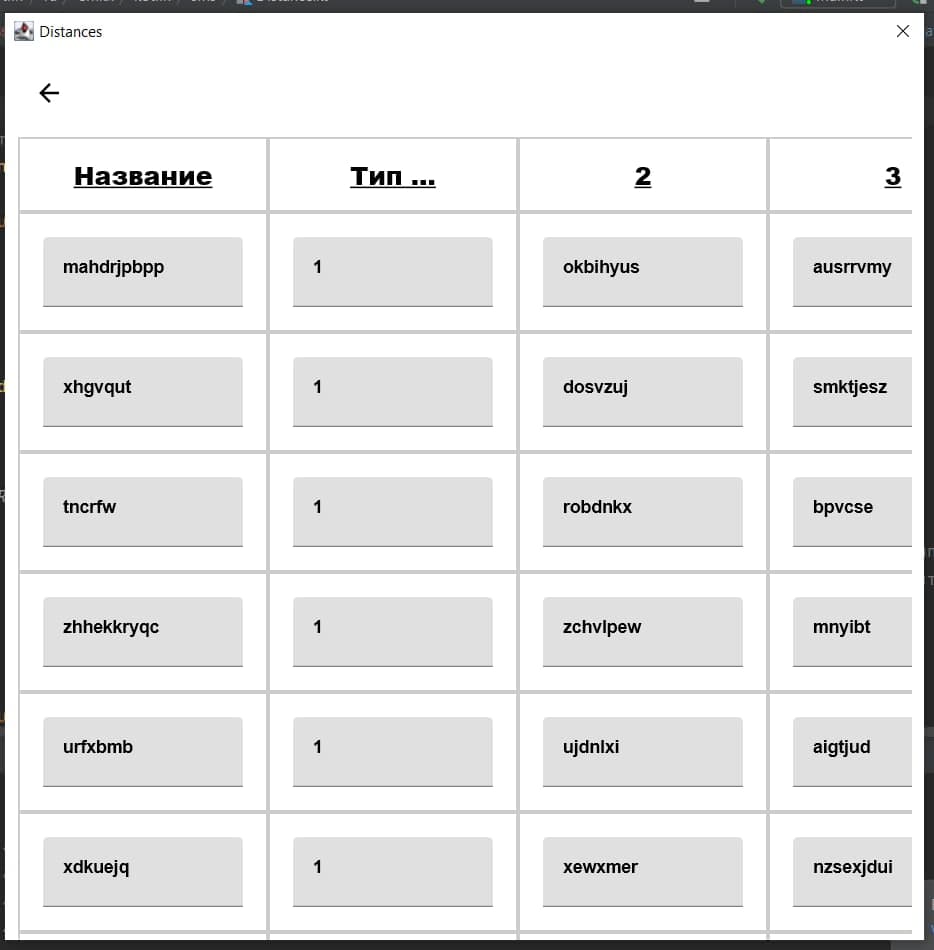 Distances
Название Тип ... 2 3
mahdrjpbpp 1 okbihyus ausrrvmy
xhgvqut 1 dosvzuj smktjesz
tncrfw 1 robdnkx bpvcse
zhhekkryqc 1 zchvlpew mnyibt
urfxbmb 1 ujdnlxi aigtjud
xdkuejq 1 xewxmer nzsexjdui